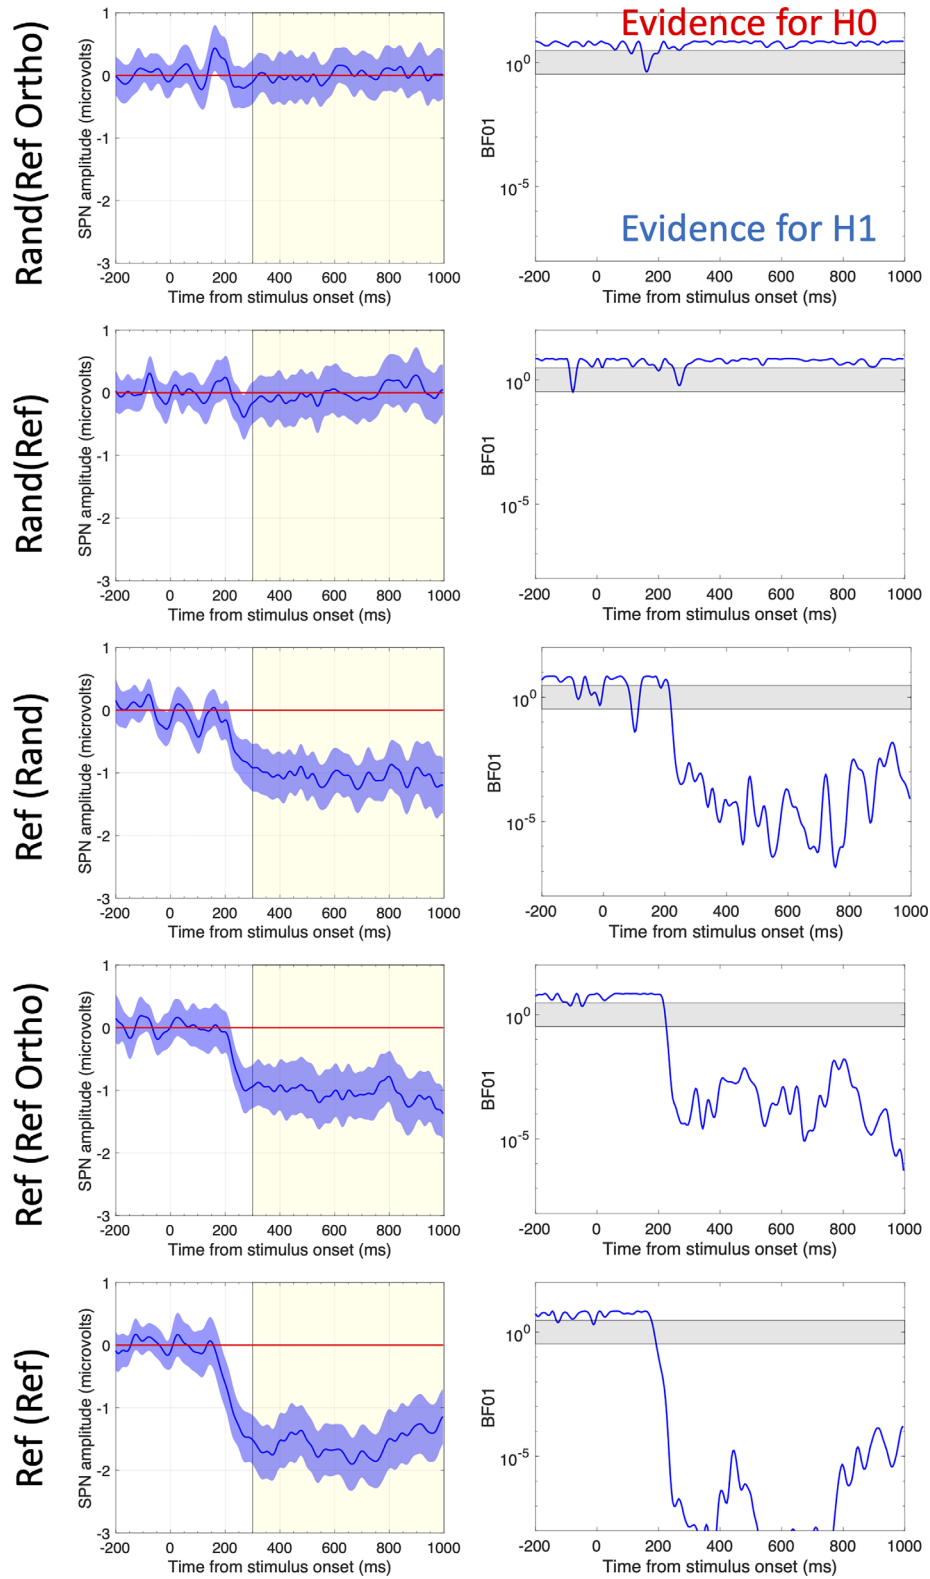 Rand(Ref Ortho)
SPN amplitude (microvolts)
1
0
-1
-2
-3
-200 0 200 400 600 800 1000
Time from stimulus onset (ms)
Evidence for H0
BF01
10^0
10^-5
Evidence for H1
-200 0 200 400 600 800 1000
Time from stimulus onset (ms)
Rand(Ref)
SPN amplitude (microvolts)
1
0
-1
-2
-3
-200 0 200 400 600 800 1000
Time from stimulus onset (ms)
BF01
10^0
10^-5
-200 0 200 400 600 800 1000
Time from stimulus onset (ms)
Ref (Rand)
SPN amplitude (microvolts)
1
0
-1
-2
-3
-200 0 200 400 600 800 1000
Time from stimulus onset (ms)
BF01
10^0
10^-5
-200 0 200 400 600 800 1000
Time from stimulus onset (ms)
Ref (Ref Ortho)
SPN amplitude (microvolts)
1
0
-1
-2
-3
-200 0 200 400 600 800 1000
Time from stimulus onset (ms)
BF01
10^0
10^-5
-200 0 200 400 600 800 1000
Time from stimulus onset (ms)
Ref (Ref)
SPN amplitude (microvolts)
1
0
-1
-2
-3
-200 0 200 400 600 800 1000
Time from stimulus onset (ms)
BF01
10^0
10^-5
-200 0 200 400 600 800 1000
Time from stimulus onset (ms)